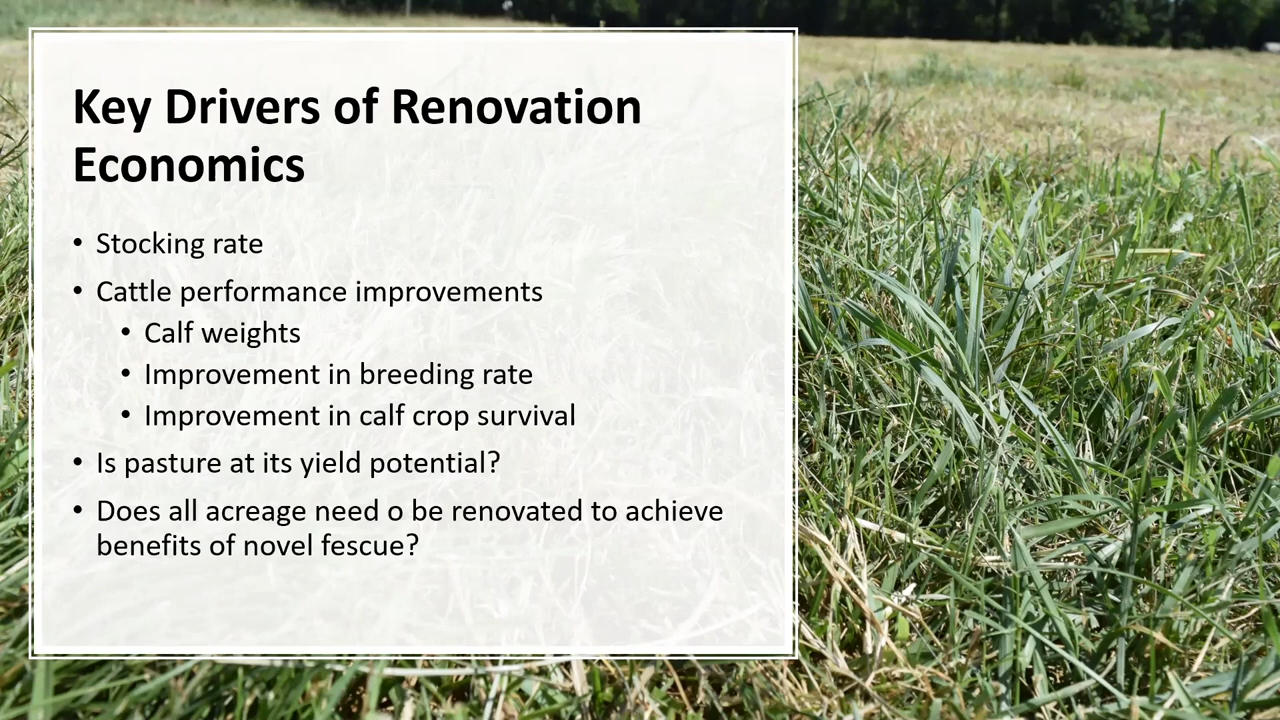 Key Drivers of Renovation
Economics
• Stocking rate
• Cattle performance improvements
• Calf weights
• Improvement in breeding rate
• Improvement in calf crop survival
• Is pasture at its yield potential?
• Does all acreage need o be renovated to achieve
benefits of novel fescue?